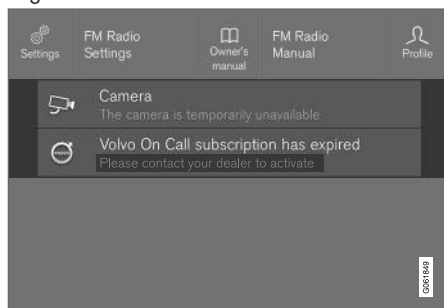 Settings
FM Radio
Settings
Owner's
manual
FM Radio
Manual
Profile
Camera
The camera is temporarily unavailable
Volvo On Call subscription has expired
Please contact your dealer to activate
G061849